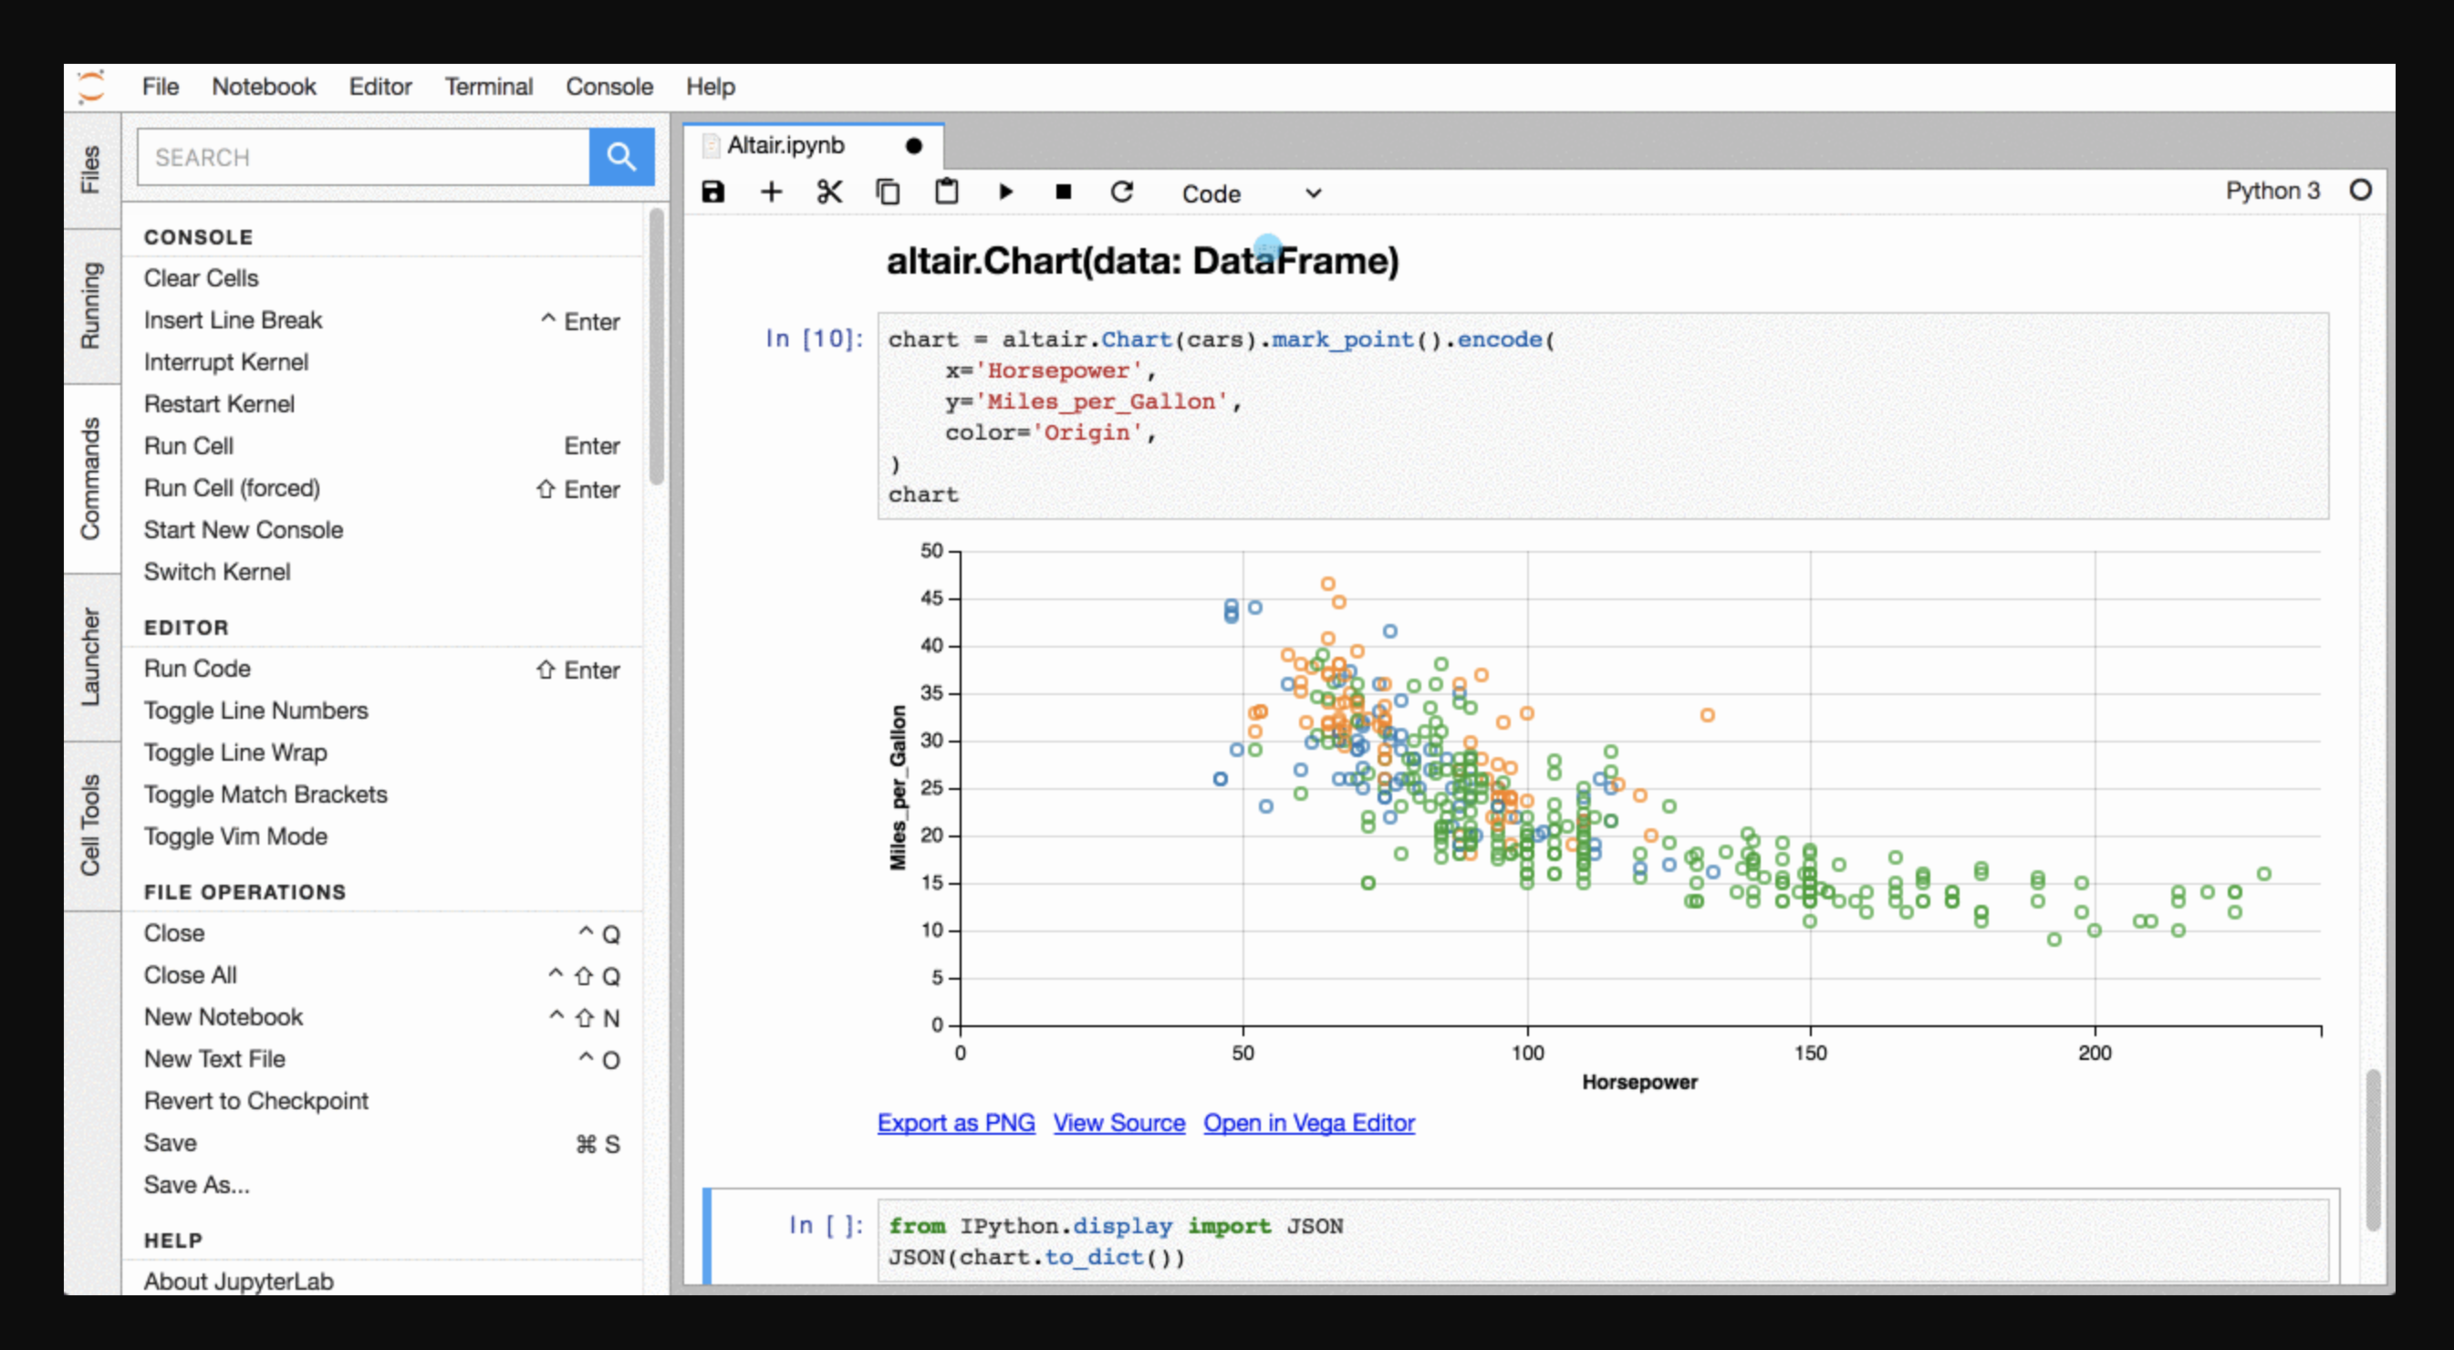 File Notebook Editor Terminal Console Help
Files
Running
Commands
Launcher
Cell Tools
SEARCH
CONSOLE
Clear Cells
Insert Line Break ^ Enter
Interrupt Kernel
Restart Kernel
Run Cell Enter
Run Cell (forced) ⇧ Enter
Start New Console
Switch Kernel
EDITOR
Run Code ⇧ Enter
Toggle Line Numbers
Toggle Line Wrap
Toggle Match Brackets
Toggle Vim Mode
FILE OPERATIONS
Close ^ Q
Close All ^ ⇧ Q
New Notebook ^ ⇧ N
New Text File ^ O
Revert to Checkpoint
Save ⌘ S
Save As...
HELP
About JupyterLab
Altair.ipynb
Code
Python 3
altair.Chart(data: DataFrame)
In [10]:
chart = altair.Chart(cars).mark_point().encode(
    x='Horsepower',
    y='Miles_per_Gallon',
    color='Origin',
)
chart
50
45
40
35
30
25
20
15
10
5
0
Miles_per_Gallon
0 50 100 150 200
Horsepower
Export as PNG View Source Open in Vega Editor
In [ ]:
from IPython.display import JSON
JSON(chart.to_dict())